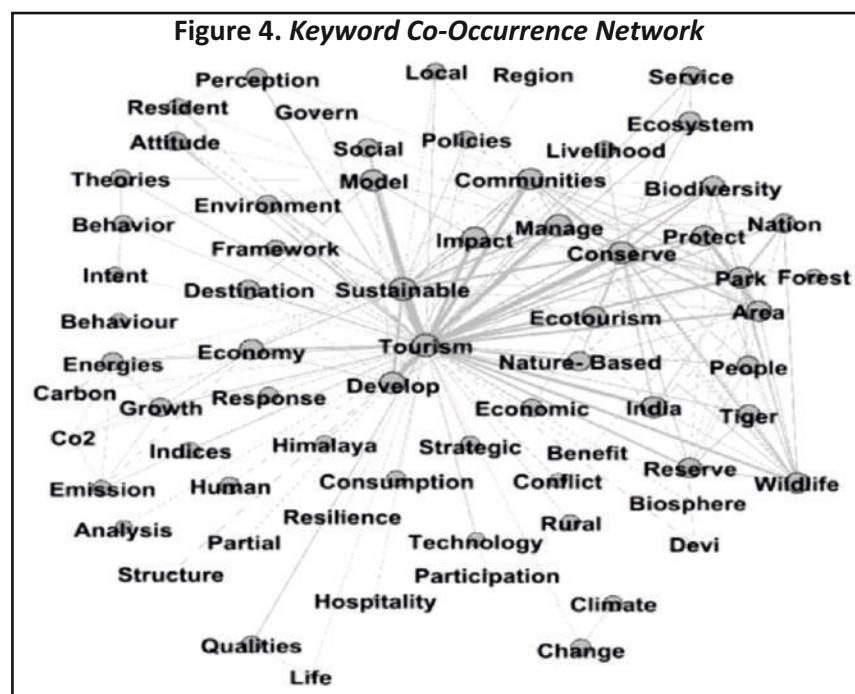 Figure 4. Keyword Co-Occurrence Network
Perception
Local
Region
Service
Resident
Govern
Ecosystem
Attitude
Social
Policies
Livelihood
Theories
Model
Communities
Biodiversity
Environment
Behavior
Impact
Manage
Protect
Nation
Framework
Conserve
Intent
Destination
Sustainable
Park
Forest
Behaviour
Ecotourism
Area
Energies
Economy
Tourism
Nature- Based
People
Carbon
Growth
Response
Develop
Economic
India
Tiger
Co2
Indices
Himalaya
Strategic
Benefit
Reserve
Wildlife
Emission
Human
Consumption
Conflict
Biosphere
Analysis
Partial
Resilience
Technology
Rural
Devi
Structure
Participation
Hospitality
Climate
Qualities
Change
Life